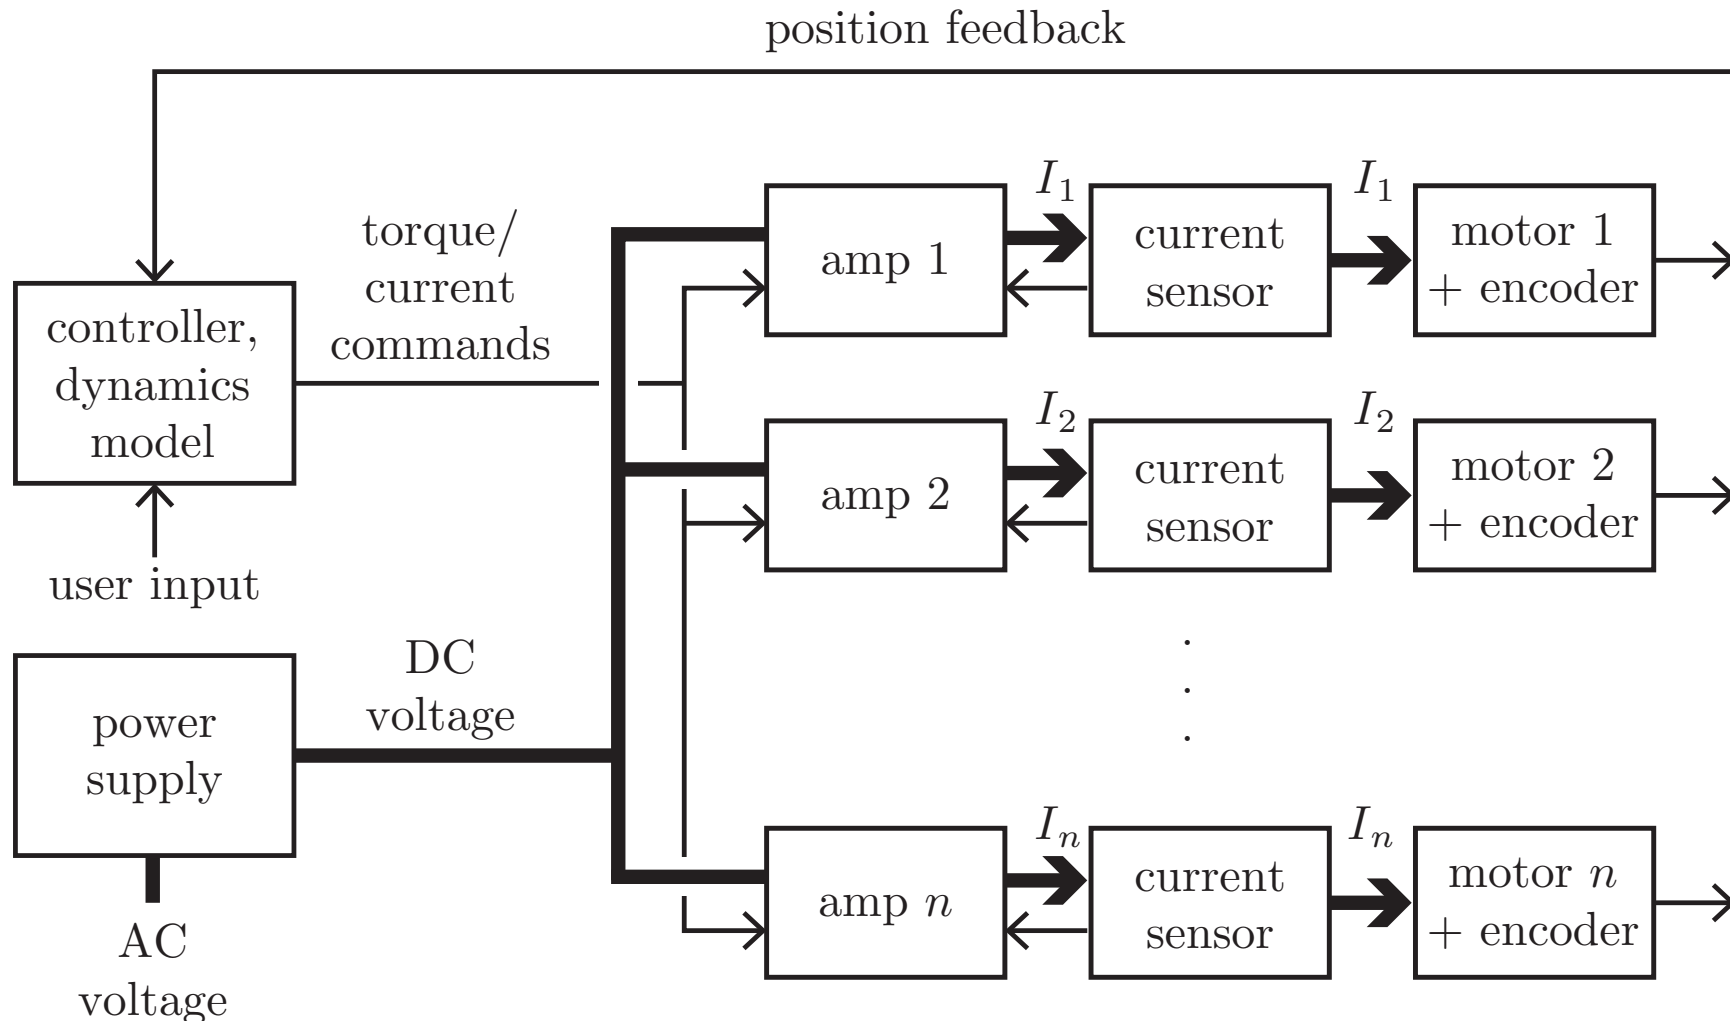 position feedback
torque/
current
commands
controller,
dynamics
model
user input
power
supply
AC
voltage
DC
voltage
amp 1
I₁
current
sensor
I₁
motor 1
+ encoder
amp 2
I₂
current
sensor
I₂
motor 2
+ encoder
.
.
.
amp n
Iₙ
current
sensor
Iₙ
motor n
+ encoder